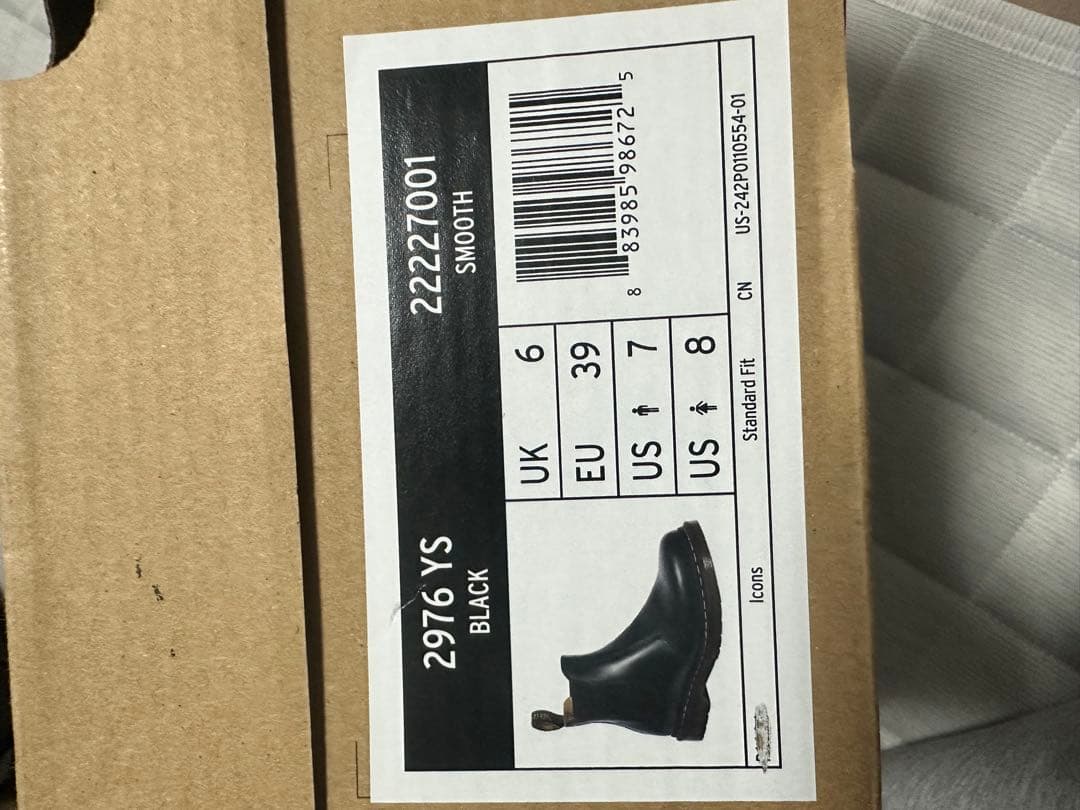 2976 YS 22227001
BLACK SMOOTH
UK 6
EU 39
US 7
US 8
8 83985 98672 5
Icons Standard Fit CN US-242P0110554-01